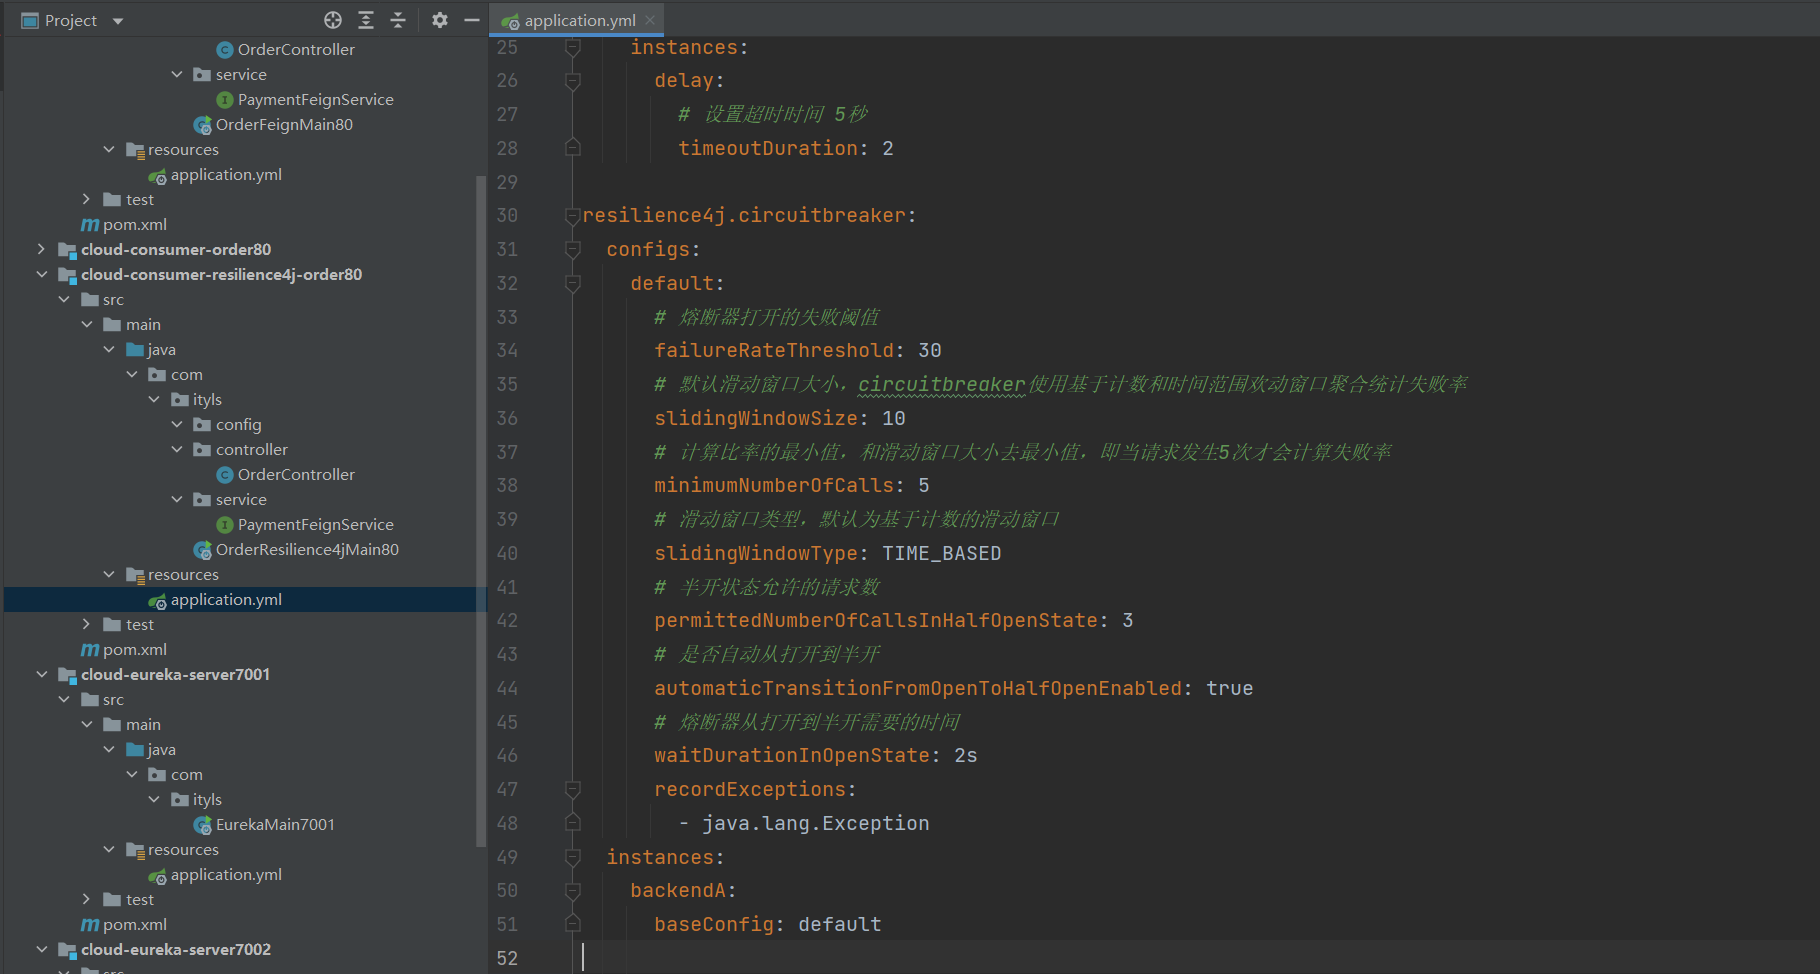 Project
application.yml
OrderController
service
PaymentFeignService
OrderFeignMain80
resources
application.yml
test
pom.xml
cloud-consumer-order80
cloud-consumer-resilience4j-order80
src
main
java
com
ityls
config
controller
OrderController
service
PaymentFeignService
OrderResilience4jMain80
resources
application.yml
test
pom.xml
cloud-eureka-server7001
src
main
java
com
ityls
EurekaMain7001
resources
application.yml
test
pom.xml
cloud-eureka-server7002
src
25 instances:
26 delay:
27 # 设置超时时间 5秒
28 timeoutDuration: 2
29
30 resilience4j.circuitbreaker:
31 configs:
32 default:
33 # 熔断器打开的失败阈值
34 failureRateThreshold: 30
35 # 默认滑动窗口大小，circuitbreaker使用基于计数和时间范围欢动窗口聚合统计失败率
36 slidingWindowSize: 10
37 # 计算比率的最小值，和滑动窗口大小去最小值，即当请求发生5次才会计算失败率
38 minimumNumberOfCalls: 5
39 # 滑动窗口类型，默认为基于计数的滑动窗口
40 slidingWindowType: TIME_BASED
41 # 半开状态允许的请求数
42 permittedNumberOfCallsInHalfOpenState: 3
43 # 是否自动从打开到半开
44 automaticTransitionFromOpenToHalfOpenEnabled: true
45 # 熔断器从打开到半开需要的时间
46 waitDurationInOpenState: 2s
47 recordExceptions:
48 - java.lang.Exception
49 instances:
50 backendA:
51 baseConfig: default
52